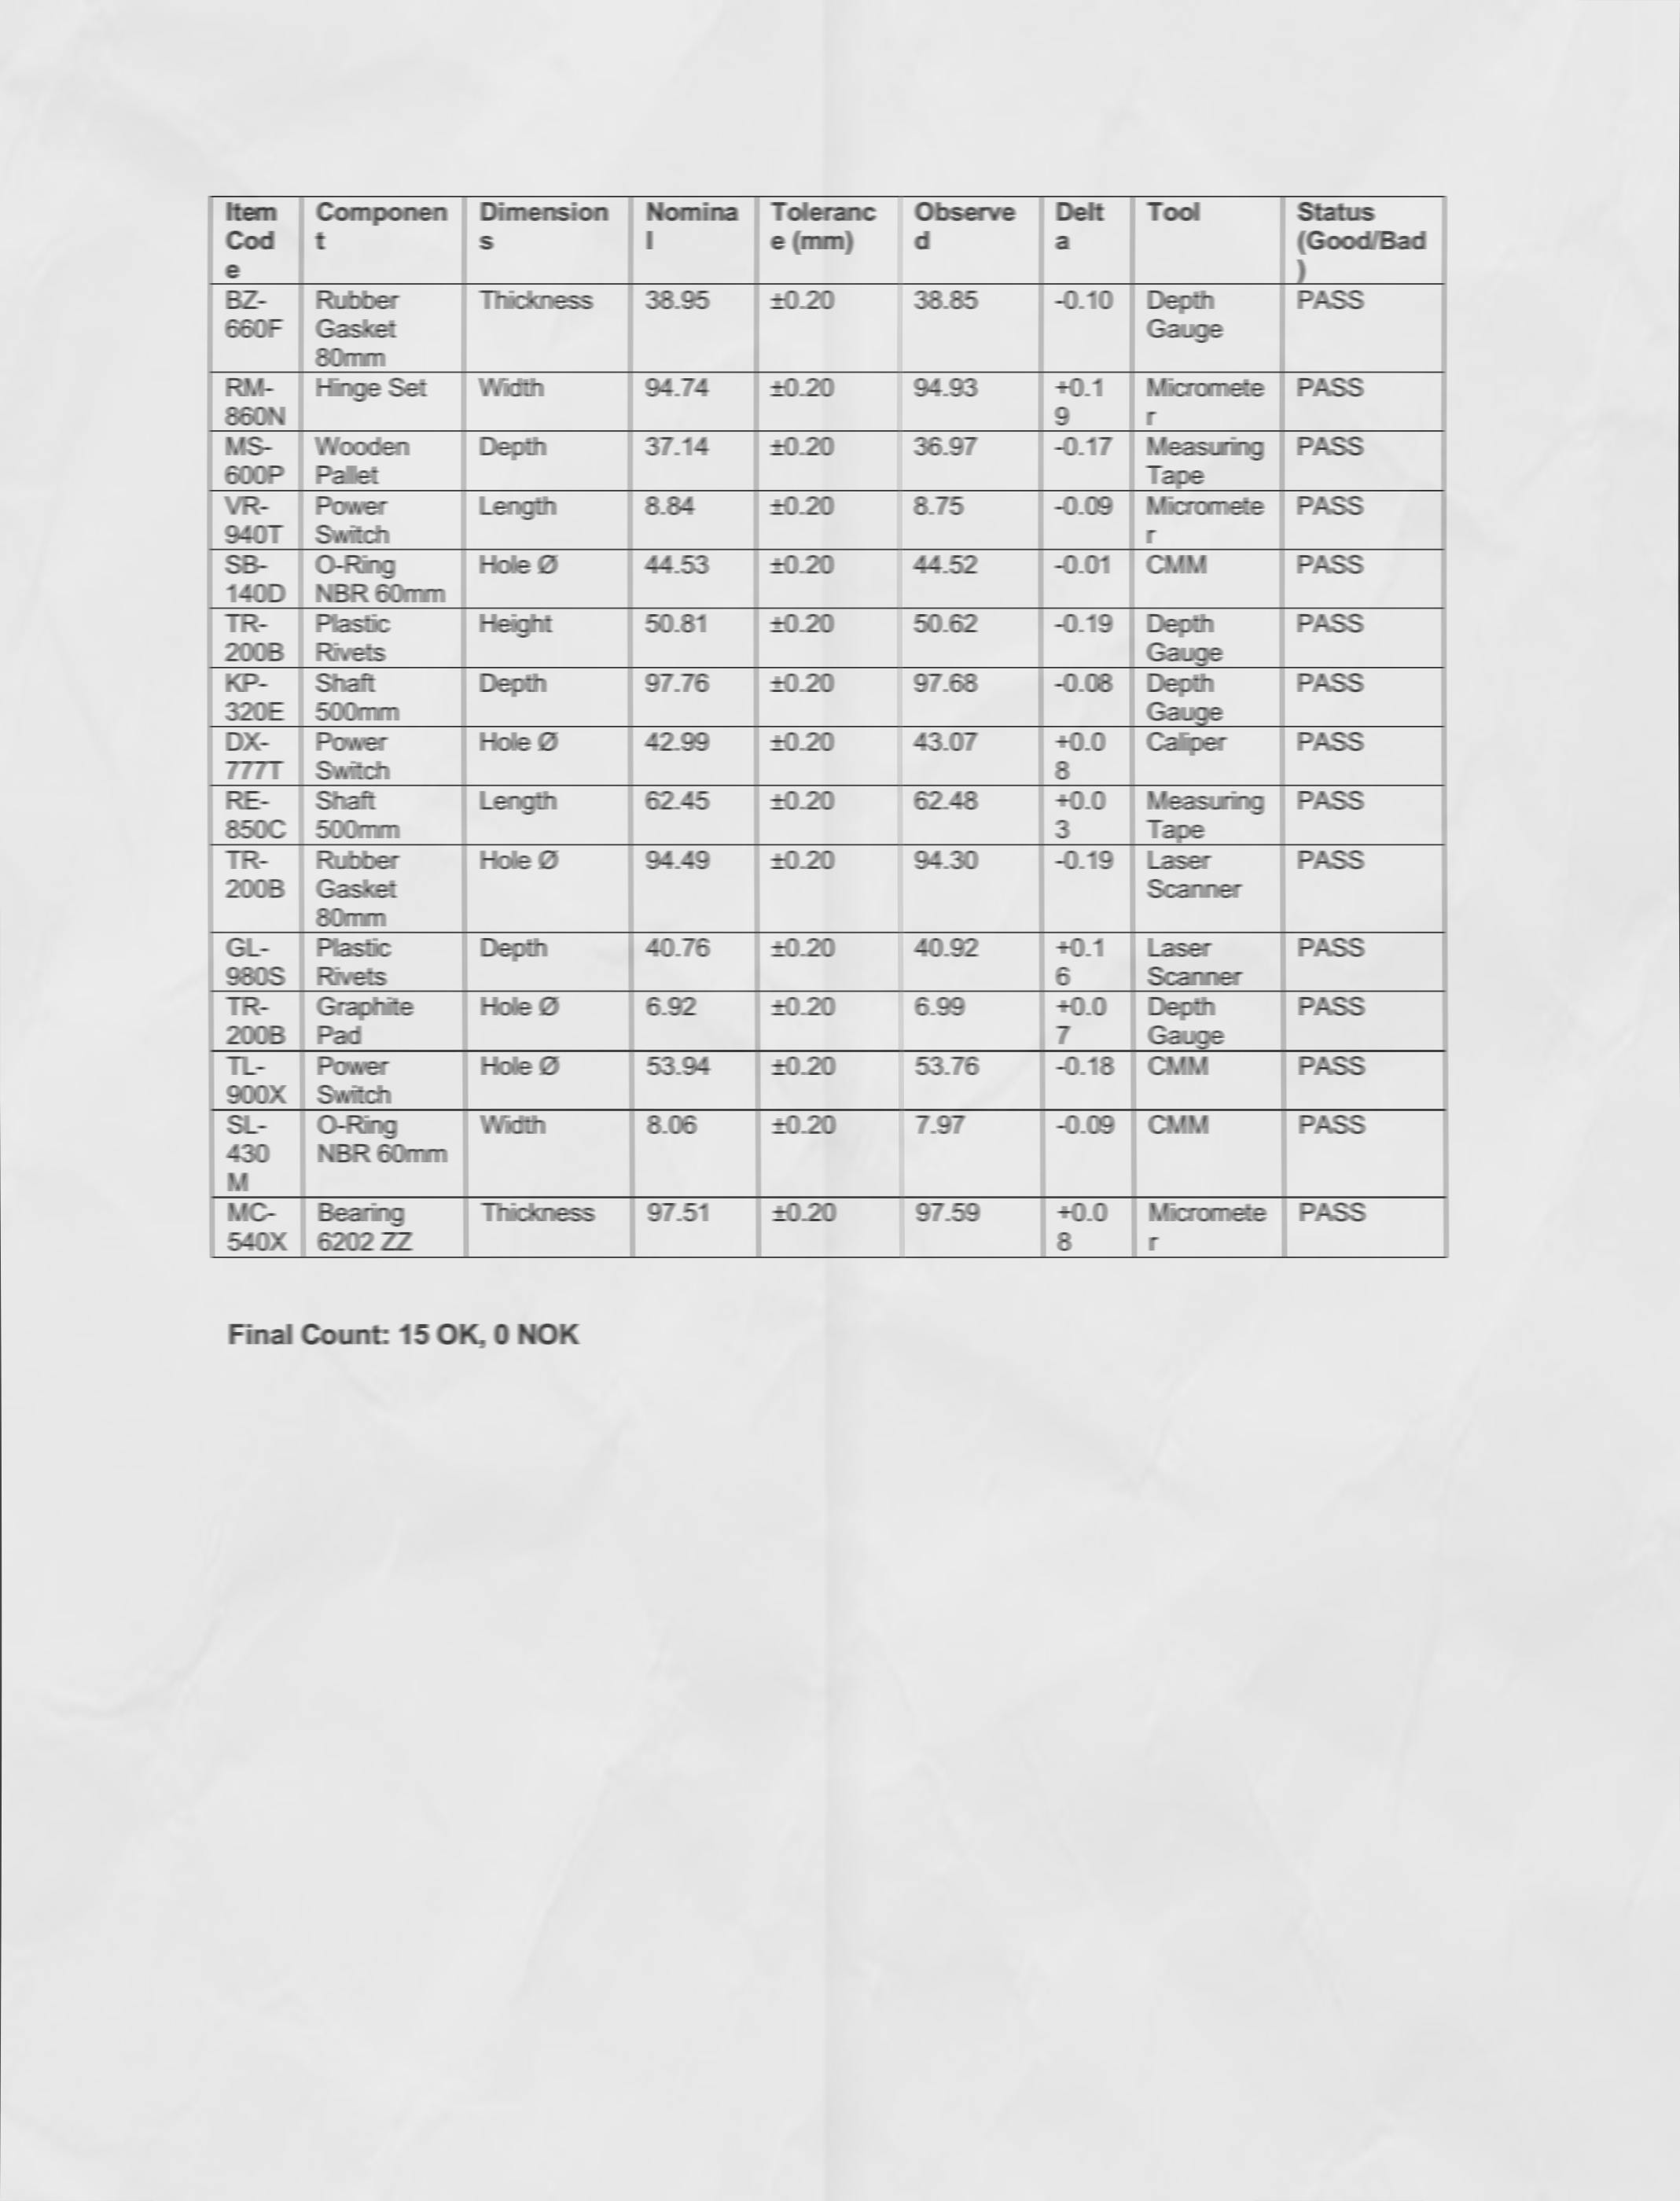 Item Code | Component | Dimensions | Nominal | Tolerance (mm) | Observed | Delta | Tool | Status (Good/Bad)
BZ-660F | Rubber Gasket 80mm | Thickness | 38.95 | ±0.20 | 38.85 | -0.10 | Depth Gauge | PASS
RM-860N | Hinge Set | Width | 94.74 | ±0.20 | 94.93 | +0.19 | Micrometer | PASS
MS-600P | Wooden Pallet | Depth | 37.14 | ±0.20 | 36.97 | -0.17 | Measuring Tape | PASS
VR-940T | Power Switch | Length | 8.84 | ±0.20 | 8.75 | -0.09 | Micrometer | PASS
SB-140D | O-Ring NBR 60mm | Hole Ø | 44.53 | ±0.20 | 44.52 | -0.01 | CMM | PASS
TR-200B | Plastic Rivets | Height | 50.81 | ±0.20 | 50.62 | -0.19 | Depth Gauge | PASS
KP-320E | Shaft 500mm | Depth | 97.76 | ±0.20 | 97.68 | -0.08 | Depth Gauge | PASS
DX-777T | Power Switch | Hole Ø | 42.99 | ±0.20 | 43.07 | +0.08 | Caliper | PASS
RE-850C | Shaft 500mm | Length | 62.45 | ±0.20 | 62.48 | +0.03 | Measuring Tape | PASS
TR-200B | Rubber Gasket 80mm | Hole Ø | 94.49 | ±0.20 | 94.30 | -0.19 | Laser Scanner | PASS
GL-980S | Plastic Rivets | Depth | 40.76 | ±0.20 | 40.92 | +0.16 | Laser Scanner | PASS
TR-200B | Graphite Pad | Hole Ø | 6.92 | ±0.20 | 6.99 | +0.07 | Depth Gauge | PASS
TL-900X | Power Switch | Hole Ø | 53.94 | ±0.20 | 53.76 | -0.18 | CMM | PASS
SL-430M | O-Ring NBR 60mm | Width | 8.06 | ±0.20 | 7.97 | -0.09 | CMM | PASS
MC-540X | Bearing 6202 ZZ | Thickness | 97.51 | ±0.20 | 97.59 | +0.08 | Micrometer | PASS
Final Count: 15 OK, 0 NOK